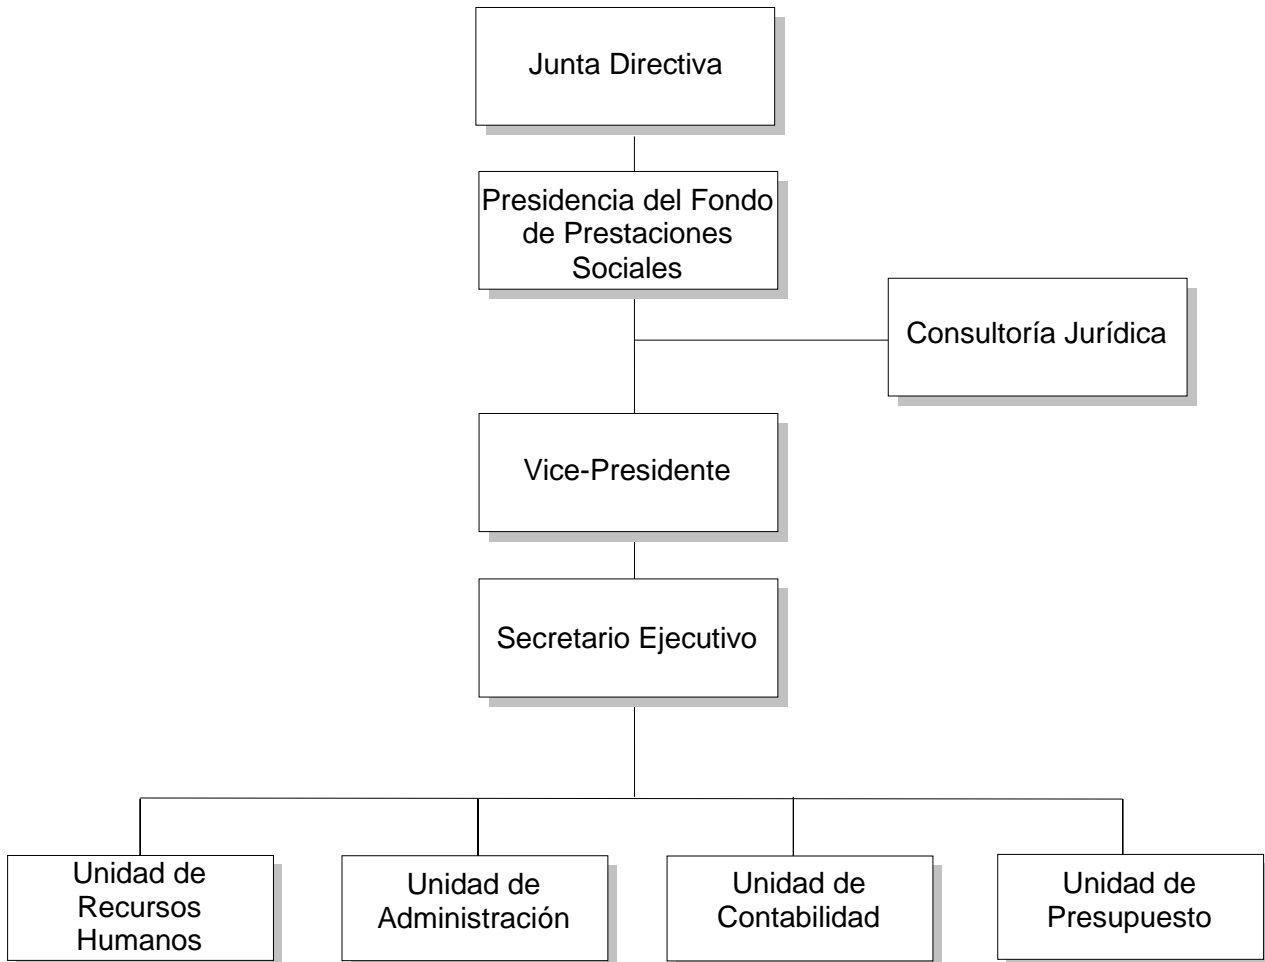 Junta Directiva
Presidencia del Fondo
de Prestaciones
Sociales
Consultoría Jurídica
Vice-Presidente
Secretario Ejecutivo
Unidad de
Recursos
Humanos
Unidad de
Administración
Unidad de
Contabilidad
Unidad de
Presupuesto